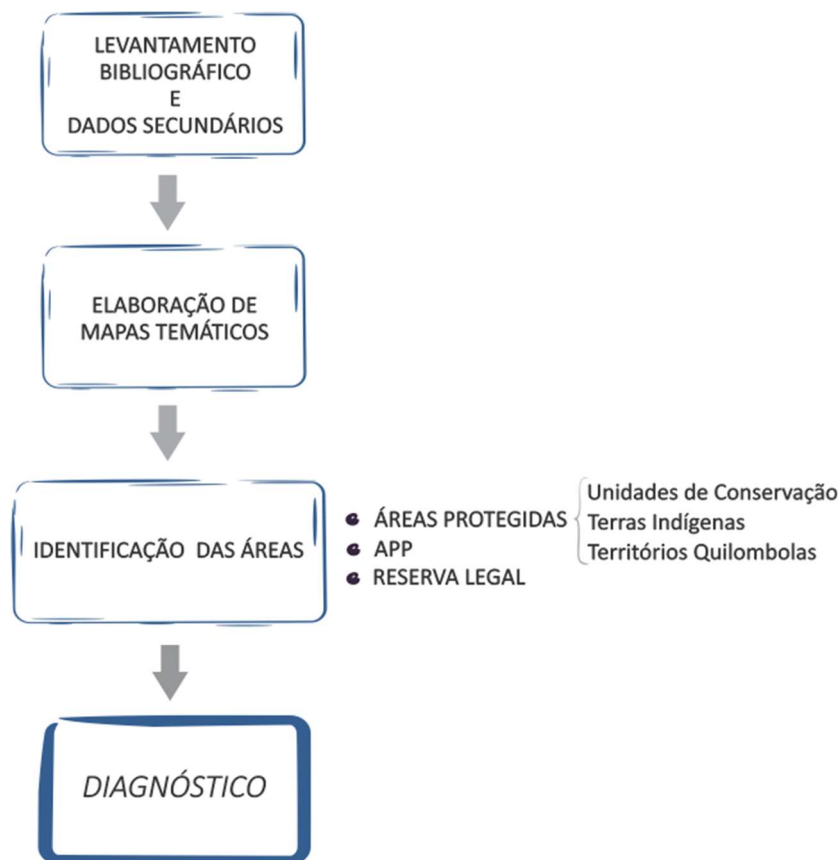 LEVANTAMENTO
BIBLIOGRÁFICO
E
DADOS SECUNDÁRIOS
ELABORAÇÃO DE
MAPAS TEMÁTICOS
IDENTIFICAÇÃO DAS ÁREAS
ÁREAS PROTEGIDAS
APP
RESERVA LEGAL
Unidades de Conservação
Terras Indígenas
Territórios Quilombolas
DIAGNÓSTICO